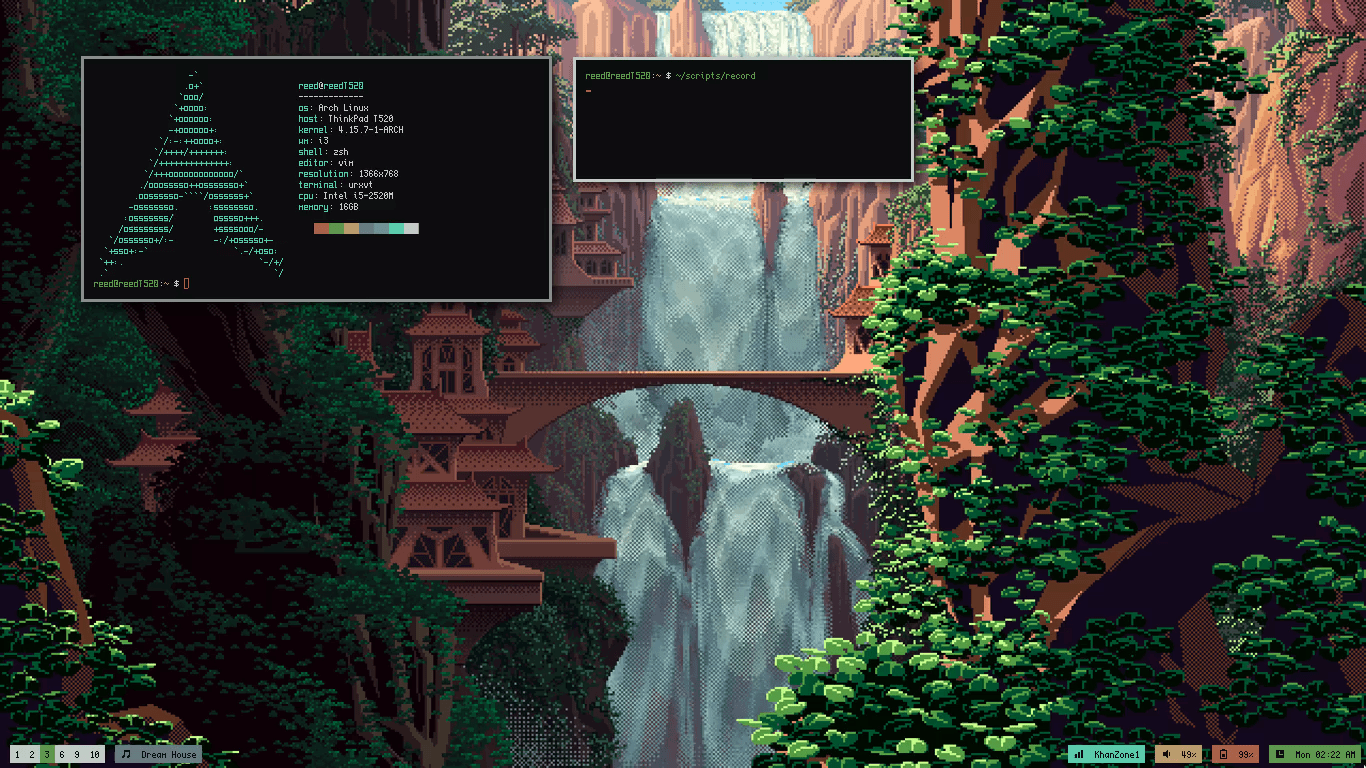 reed@reedT520
-------------
os: Arch Linux
host: ThinkPad T520
kernel: 4.15.7-1-ARCH
wm: i3
shell: zsh
editor: vim
resolution: 1366x768
terminal: urxvt
cpu: Intel i5-2520M
memory: 16GB
reed@reedT520:~ $
reed@reedT520:~ $ ~/scripts/record
1 2 3 6 9 10 Dream House
KhanZone1 49% 99% Mon 02:22 AM